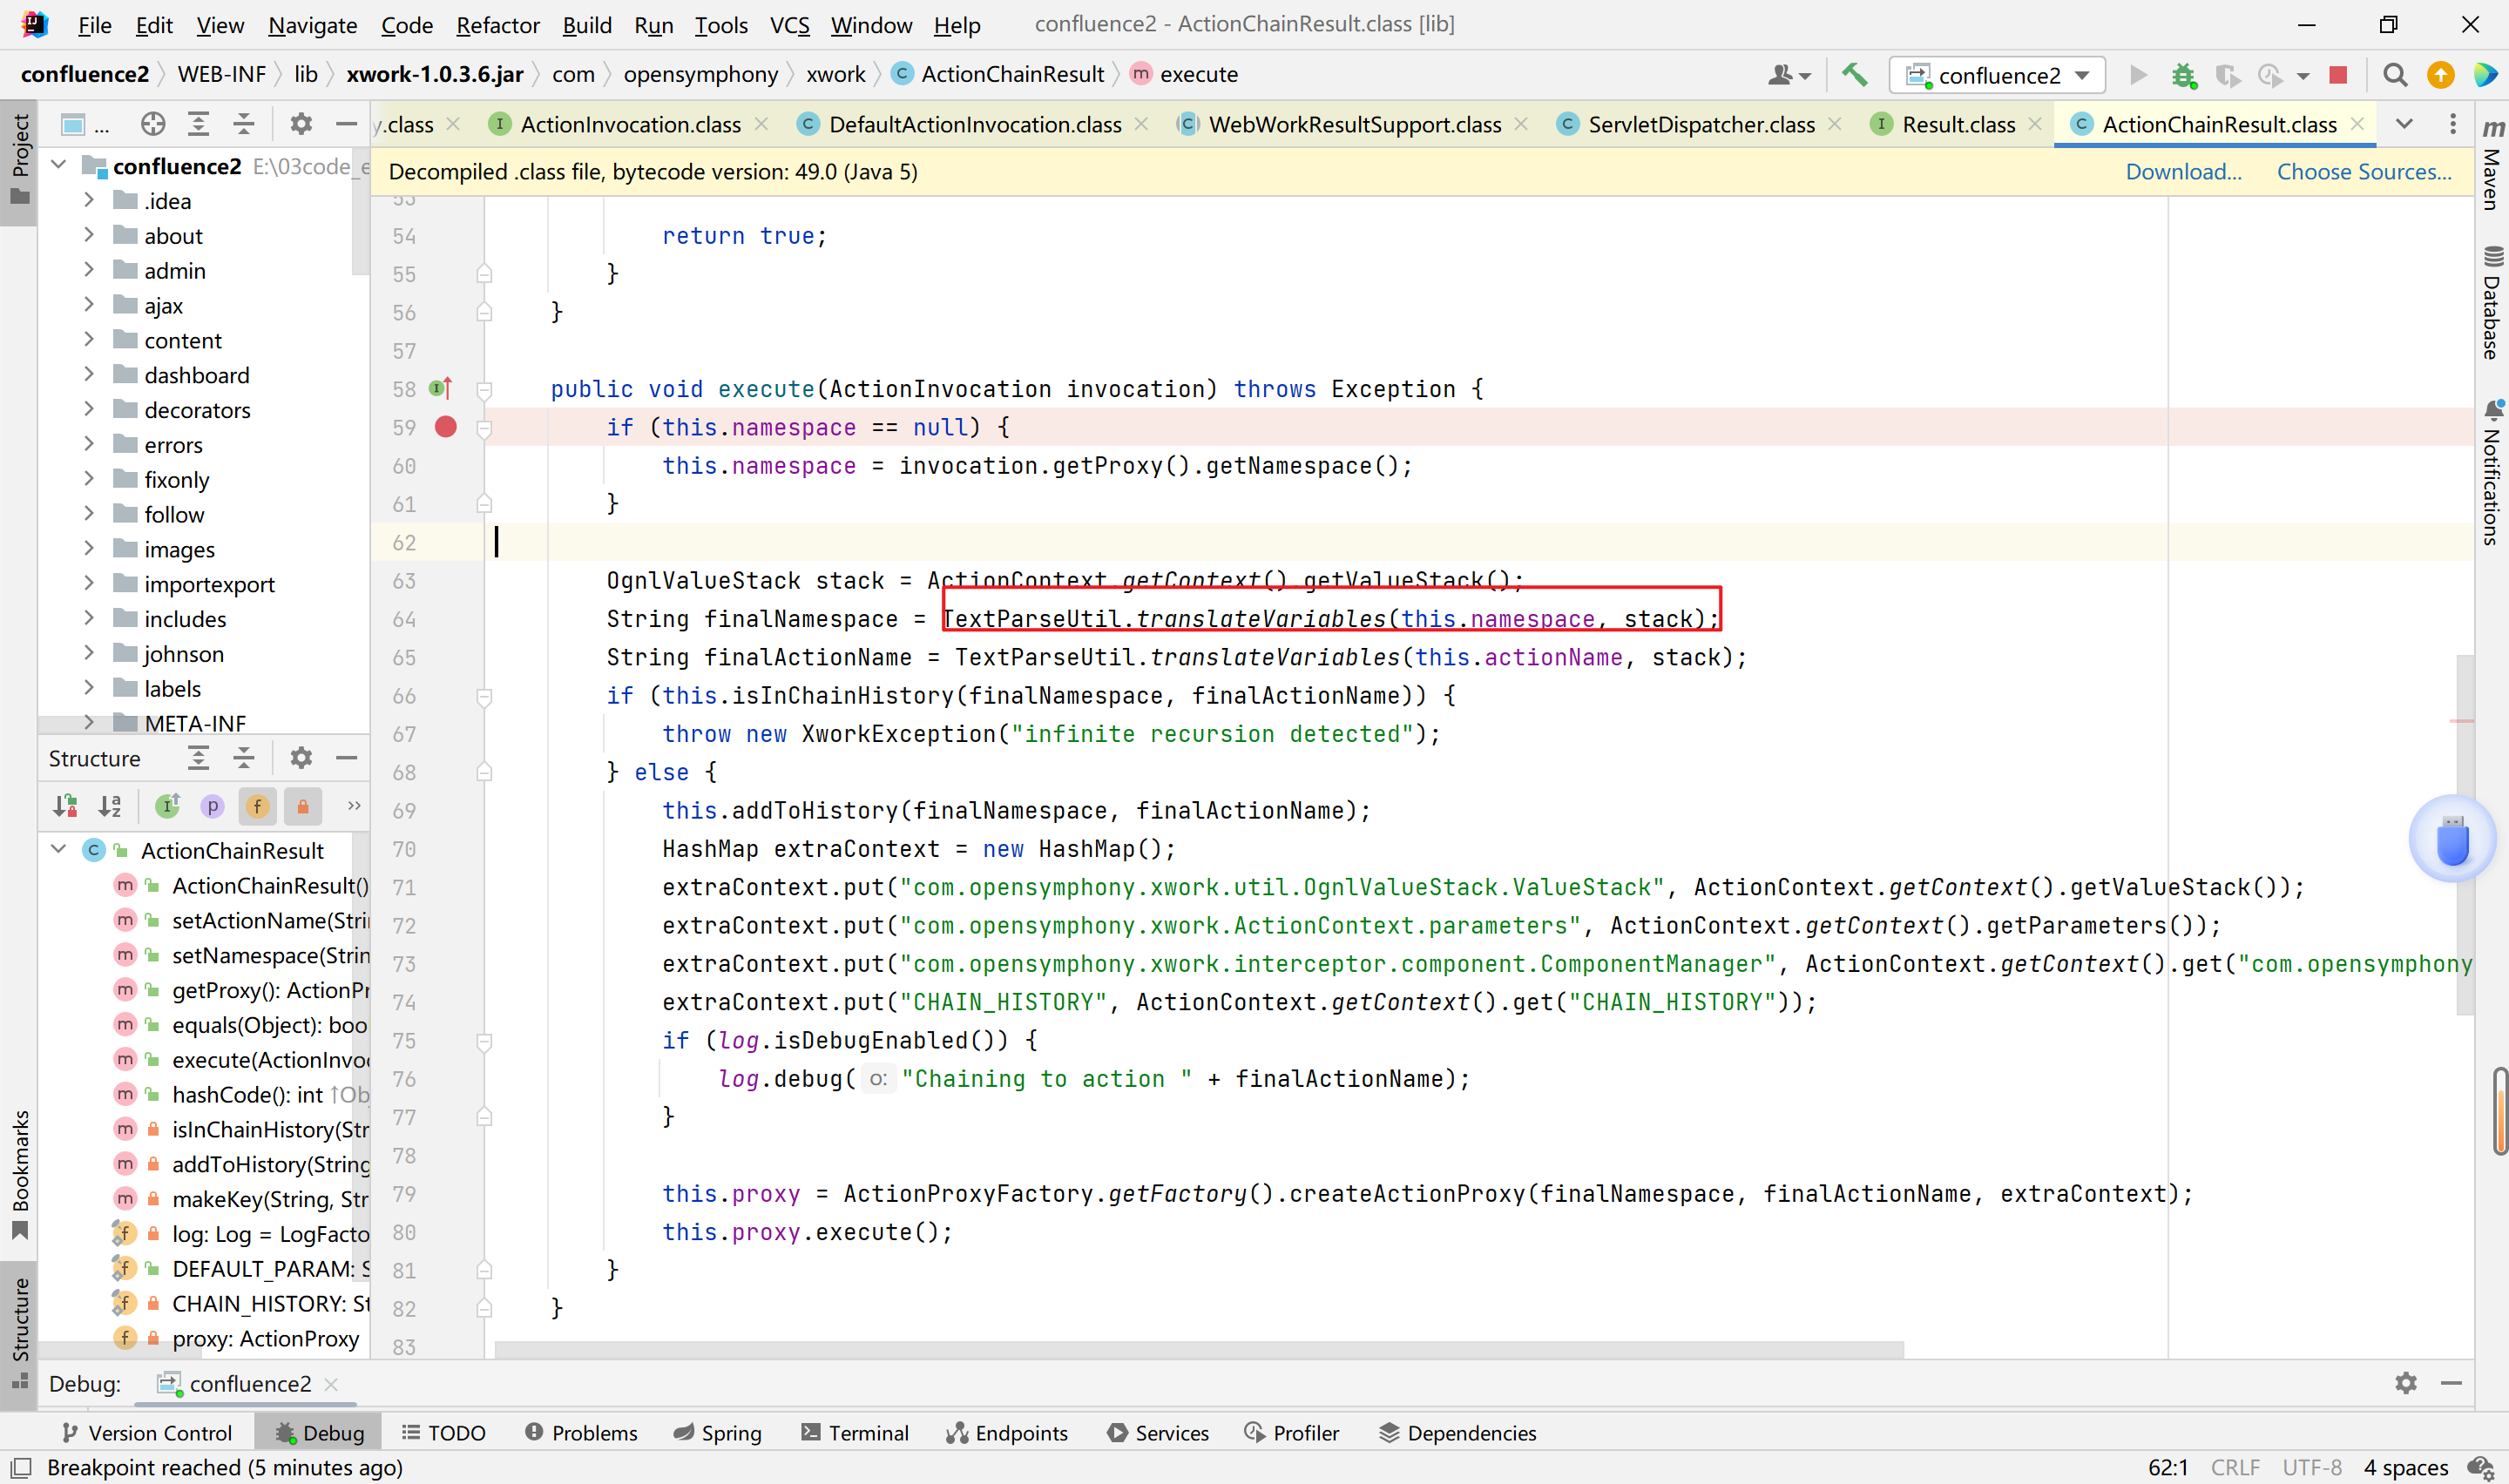 File Edit View Navigate Code Refactor Build Run Tools VCS Window Help confluence2 - ActionChainResult.class [lib]
confluence2 WEB-INF lib xwork-1.0.3.6.jar com opensymphony xwork ActionChainResult execute confluence2
Project
... y.class ActionInvocation.class DefaultActionInvocation.class WebWorkResultSupport.class ServletDispatcher.class Result.class ActionChainResult.class
Decompiled .class file, bytecode version: 49.0 (Java 5) Download... Choose Sources...
confluence2 E:\03code_e
.idea
about
admin
ajax
content
dashboard
decorators
errors
fixonly
follow
images
importexport
includes
johnson
labels
META-INF
Structure
ActionChainResult
ActionChainResult()
setActionName(Stri
setNamespace(Strin
getProxy(): ActionPr
equals(Object): boo
execute(ActionInvo
hashCode(): int ↑Ob
isInChainHistory(Str
addToHistory(String
makeKey(String, Str
log: Log = LogFacto
DEFAULT_PARAM: S
CHAIN_HISTORY: St
proxy: ActionProxy
Bookmarks
Structure
53
54 return true;
55 }
56 }
57
58 public void execute(ActionInvocation invocation) throws Exception {
59 if (this.namespace == null) {
60 this.namespace = invocation.getProxy().getNamespace();
61 }
62
63 OgnlValueStack stack = ActionContext.getContext().getValueStack();
64 String finalNamespace = TextParseUtil.translateVariables(this.namespace, stack);
65 String finalActionName = TextParseUtil.translateVariables(this.actionName, stack);
66 if (this.isInChainHistory(finalNamespace, finalActionName)) {
67 throw new XworkException("infinite recursion detected");
68 } else {
69 this.addToHistory(finalNamespace, finalActionName);
70 HashMap extraContext = new HashMap();
71 extraContext.put("com.opensymphony.xwork.util.OgnlValueStack.ValueStack", ActionContext.getContext().getValueStack());
72 extraContext.put("com.opensymphony.xwork.ActionContext.parameters", ActionContext.getContext().getParameters());
73 extraContext.put("com.opensymphony.xwork.interceptor.component.ComponentManager", ActionContext.getContext().get("com.opensymphony
74 extraContext.put("CHAIN_HISTORY", ActionContext.getContext().get("CHAIN_HISTORY"));
75 if (log.isDebugEnabled()) {
76 log.debug( o: "Chaining to action " + finalActionName);
77 }
78
79 this.proxy = ActionProxyFactory.getFactory().createActionProxy(finalNamespace, finalActionName, extraContext);
80 this.proxy.execute();
81 }
82 }
83
Maven
Database
Notifications
Debug: confluence2
Version Control Debug TODO Problems Spring Terminal Endpoints Services Profiler Dependencies
Breakpoint reached (5 minutes ago) 62:1 CRLF UTF-8 4 spaces